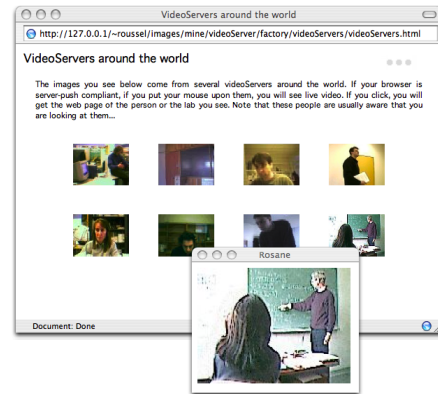 VideoServers around the world
http://127.0.0.1/~roussel/images/mine/videoServer/factory/videoServers/videoServers.html
VideoServers around the world
The images you see below come from several videoServers around the world. If your browser is
server-push compliant, if you put your mouse upon them, you will see live video. If you click, you will
get the web page of the person or the lab you see. Note that these people are usually aware that you
are looking at them...
Rosane
Document: Done